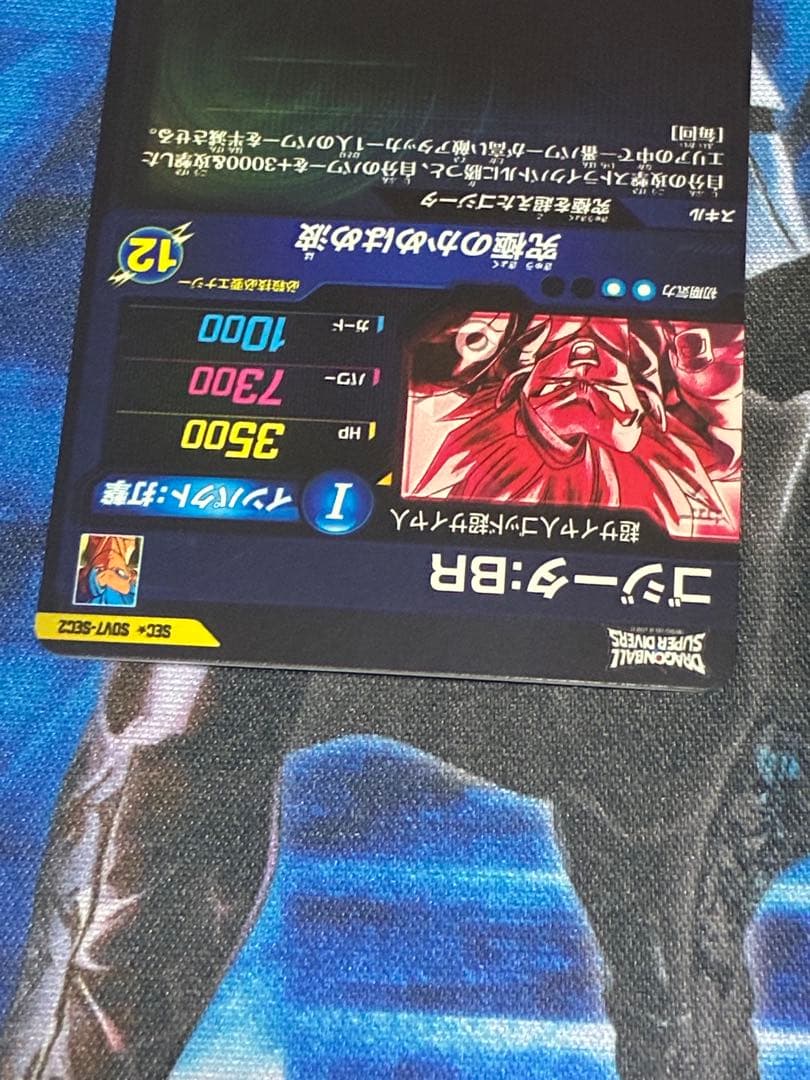 DRAGONBALL
SUPER DIVERS
SEC★ SDV7-SEC2
ゴジータ:BR
超サイヤ人ゴッド超サイヤ人
I インパクト:打撃
HP 3500
パワー 7300
ガード 1000
初期気力
必殺技必要エナジー 12
究極のかめはめ波
スキル 究極を超えたゴジータ
自分の攻撃ストライクバトルに勝つと、自分のパワーを+3000&攻撃した
エリアの中で一番パワーが高い敵アタッカー1人のパワーを半減させる。
[毎回]